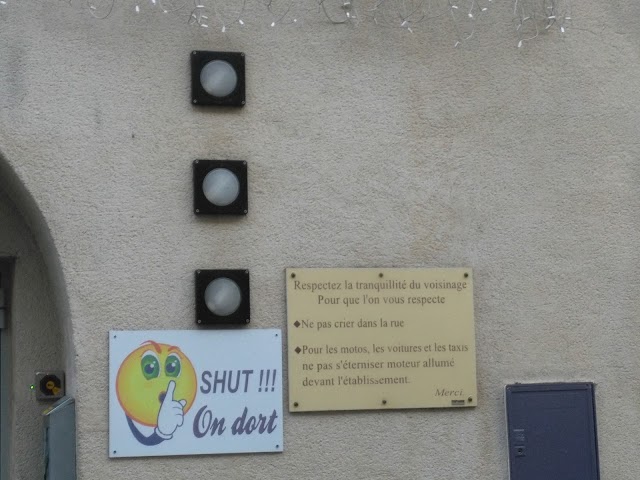 Respectez la tranquillité du voisinage
Pour que l'on vous respecte
◆Ne pas crier dans la rue
◆Pour les motos, les voitures et les taxis
ne pas s'éterniser moteur allumé
devant l'établissement.
Merci.
SHUT !!!
On dort